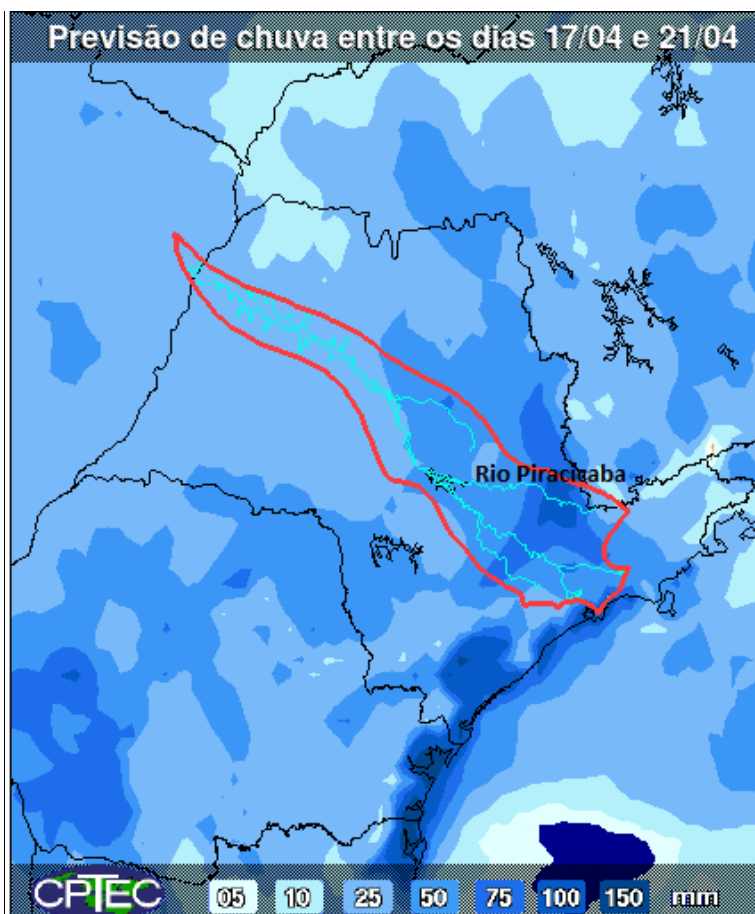 Previsão de chuva entre os dias 17/04 e 21/04
Rio Piracicaba
CPTEC 05 10 25 50 75 100 150 mm